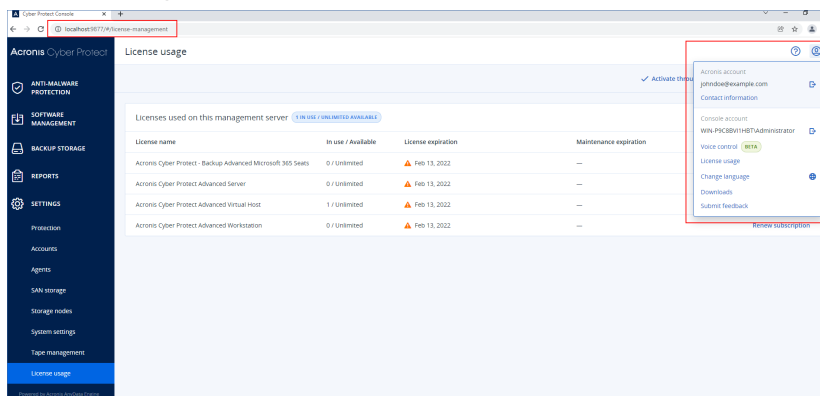 Cyber Protect Console
localhost:9877/#/license-management
Acronis Cyber Protect
License usage
Activate throu
ANTI-MALWARE
PROTECTION
SOFTWARE
MANAGEMENT
BACKUP STORAGE
REPORTS
SETTINGS
Protection
Accounts
Agents
SAN storage
Storage nodes
System settings
Tape management
License usage
Powered by Acronis AnyData Engine
Licenses used on this management server 1 IN USE / UNLIMITED AVAILABLE
License name In use / Available License expiration Maintenance expiration
Acronis Cyber Protect - Backup Advanced Microsoft 365 Seats 0 / Unlimited Feb 13, 2022 —
Acronis Cyber Protect Advanced Server 0 / Unlimited Feb 13, 2022 —
Acronis Cyber Protect Advanced Virtual Host 1 / Unlimited Feb 13, 2022 —
Acronis Cyber Protect Advanced Workstation 0 / Unlimited Feb 13, 2022 — Renew subscription
Acronis account
johndoe@example.com
Contact information
Console account
WIN-P9C8BVI1HBT\Administrator
Voice control BETA
License usage
Change language
Downloads
Submit feedback